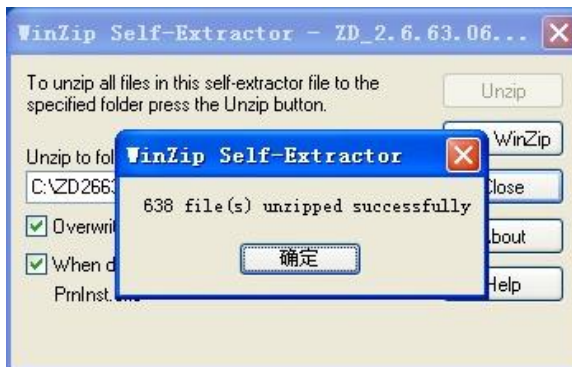 WinZip Self-Extractor - ZD_2.6.63.06...
To unzip all files in this self-extractor file to the
specified folder press the Unzip button.
Unzip
WinZip
Unzip to fol
WinZip Self-Extractor
C:\ZD2663
Close
638 file(s) unzipped successfully
Overwri
About
确定
When d
Help
PrnInst.